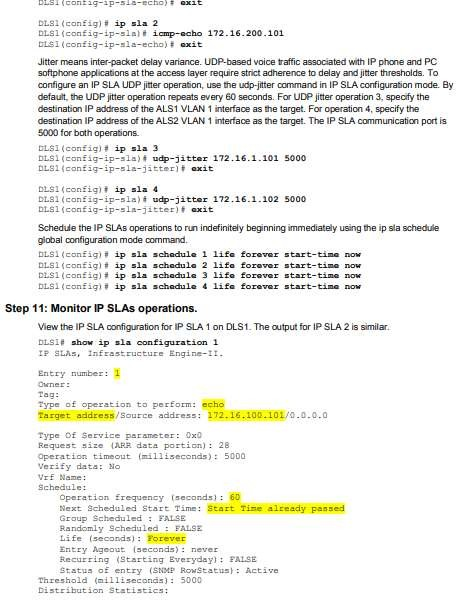 DLS1(config-ip-sla-echo)# exit
DLS1(config)# ip sla 2
DLS1(config-ip-sla)# icmp-echo 172.16.200.101
DLS1(config-ip-sla-echo)# exit
Jitter means inter-packet delay variance. UDP-based voice traffic associated with IP phone and PC
softphone applications at the access layer require strict adherence to delay and jitter thresholds. To
configure an IP SLA UDP jitter operation, use the udp-jitter command in IP SLA configuration mode. By
default, the UDP jitter operation repeats every 60 seconds. For UDP jitter operation 3, specify the
destination IP address of the ALS1 VLAN 1 interface as the target. For operation 4, specify the
destination IP address of the ALS2 VLAN 1 interface as the target. The IP SLA communication port is
5000 for both operations.
DLS1(config)# ip sla 3
DLS1(config-ip-sla)# udp-jitter 172.16.1.101 5000
DLS1(config-ip-sla-jitter)# exit
DLS1(config)# ip sla 4
DLS1(config-ip-sla)# udp-jitter 172.16.1.102 5000
DLS1(config-ip-sla-jitter)# exit
Schedule the IP SLAs operations to run indefinitely beginning immediately using the ip sla schedule
global configuration mode command.
DLS1(config)# ip sla schedule 1 life forever start-time now
DLS1(config)# ip sla schedule 2 life forever start-time now
DLS1(config)# ip sla schedule 3 life forever start-time now
DLS1(config)# ip sla schedule 4 life forever start-time now
Step 11: Monitor IP SLAs operations.
View the IP SLA configuration for IP SLA 1 on DLS1. The output for IP SLA 2 is similar.
DLS1# show ip sla configuration 1
IP SLAs, Infrastructure Engine-II.
Entry number: 1
Owner:
Tag:
Type of operation to perform: echo
Target address/Source address: 172.16.100.101/0.0.0.0
Type Of Service parameter: 0x0
Request size (ARR data portion): 28
Operation timeout (milliseconds): 5000
Verify data: No
Vrf Name:
Schedule:
Operation frequency (seconds): 60
Next Scheduled Start Time: Start Time already passed
Group Scheduled : FALSE
Randomly Scheduled : FALSE
Life (seconds): Forever
Entry Ageout (seconds): never
Recurring (Starting Everyday): FALSE
Status of entry (SNMP RowStatus): Active
Threshold (milliseconds): 5000
Distribution Statistics: